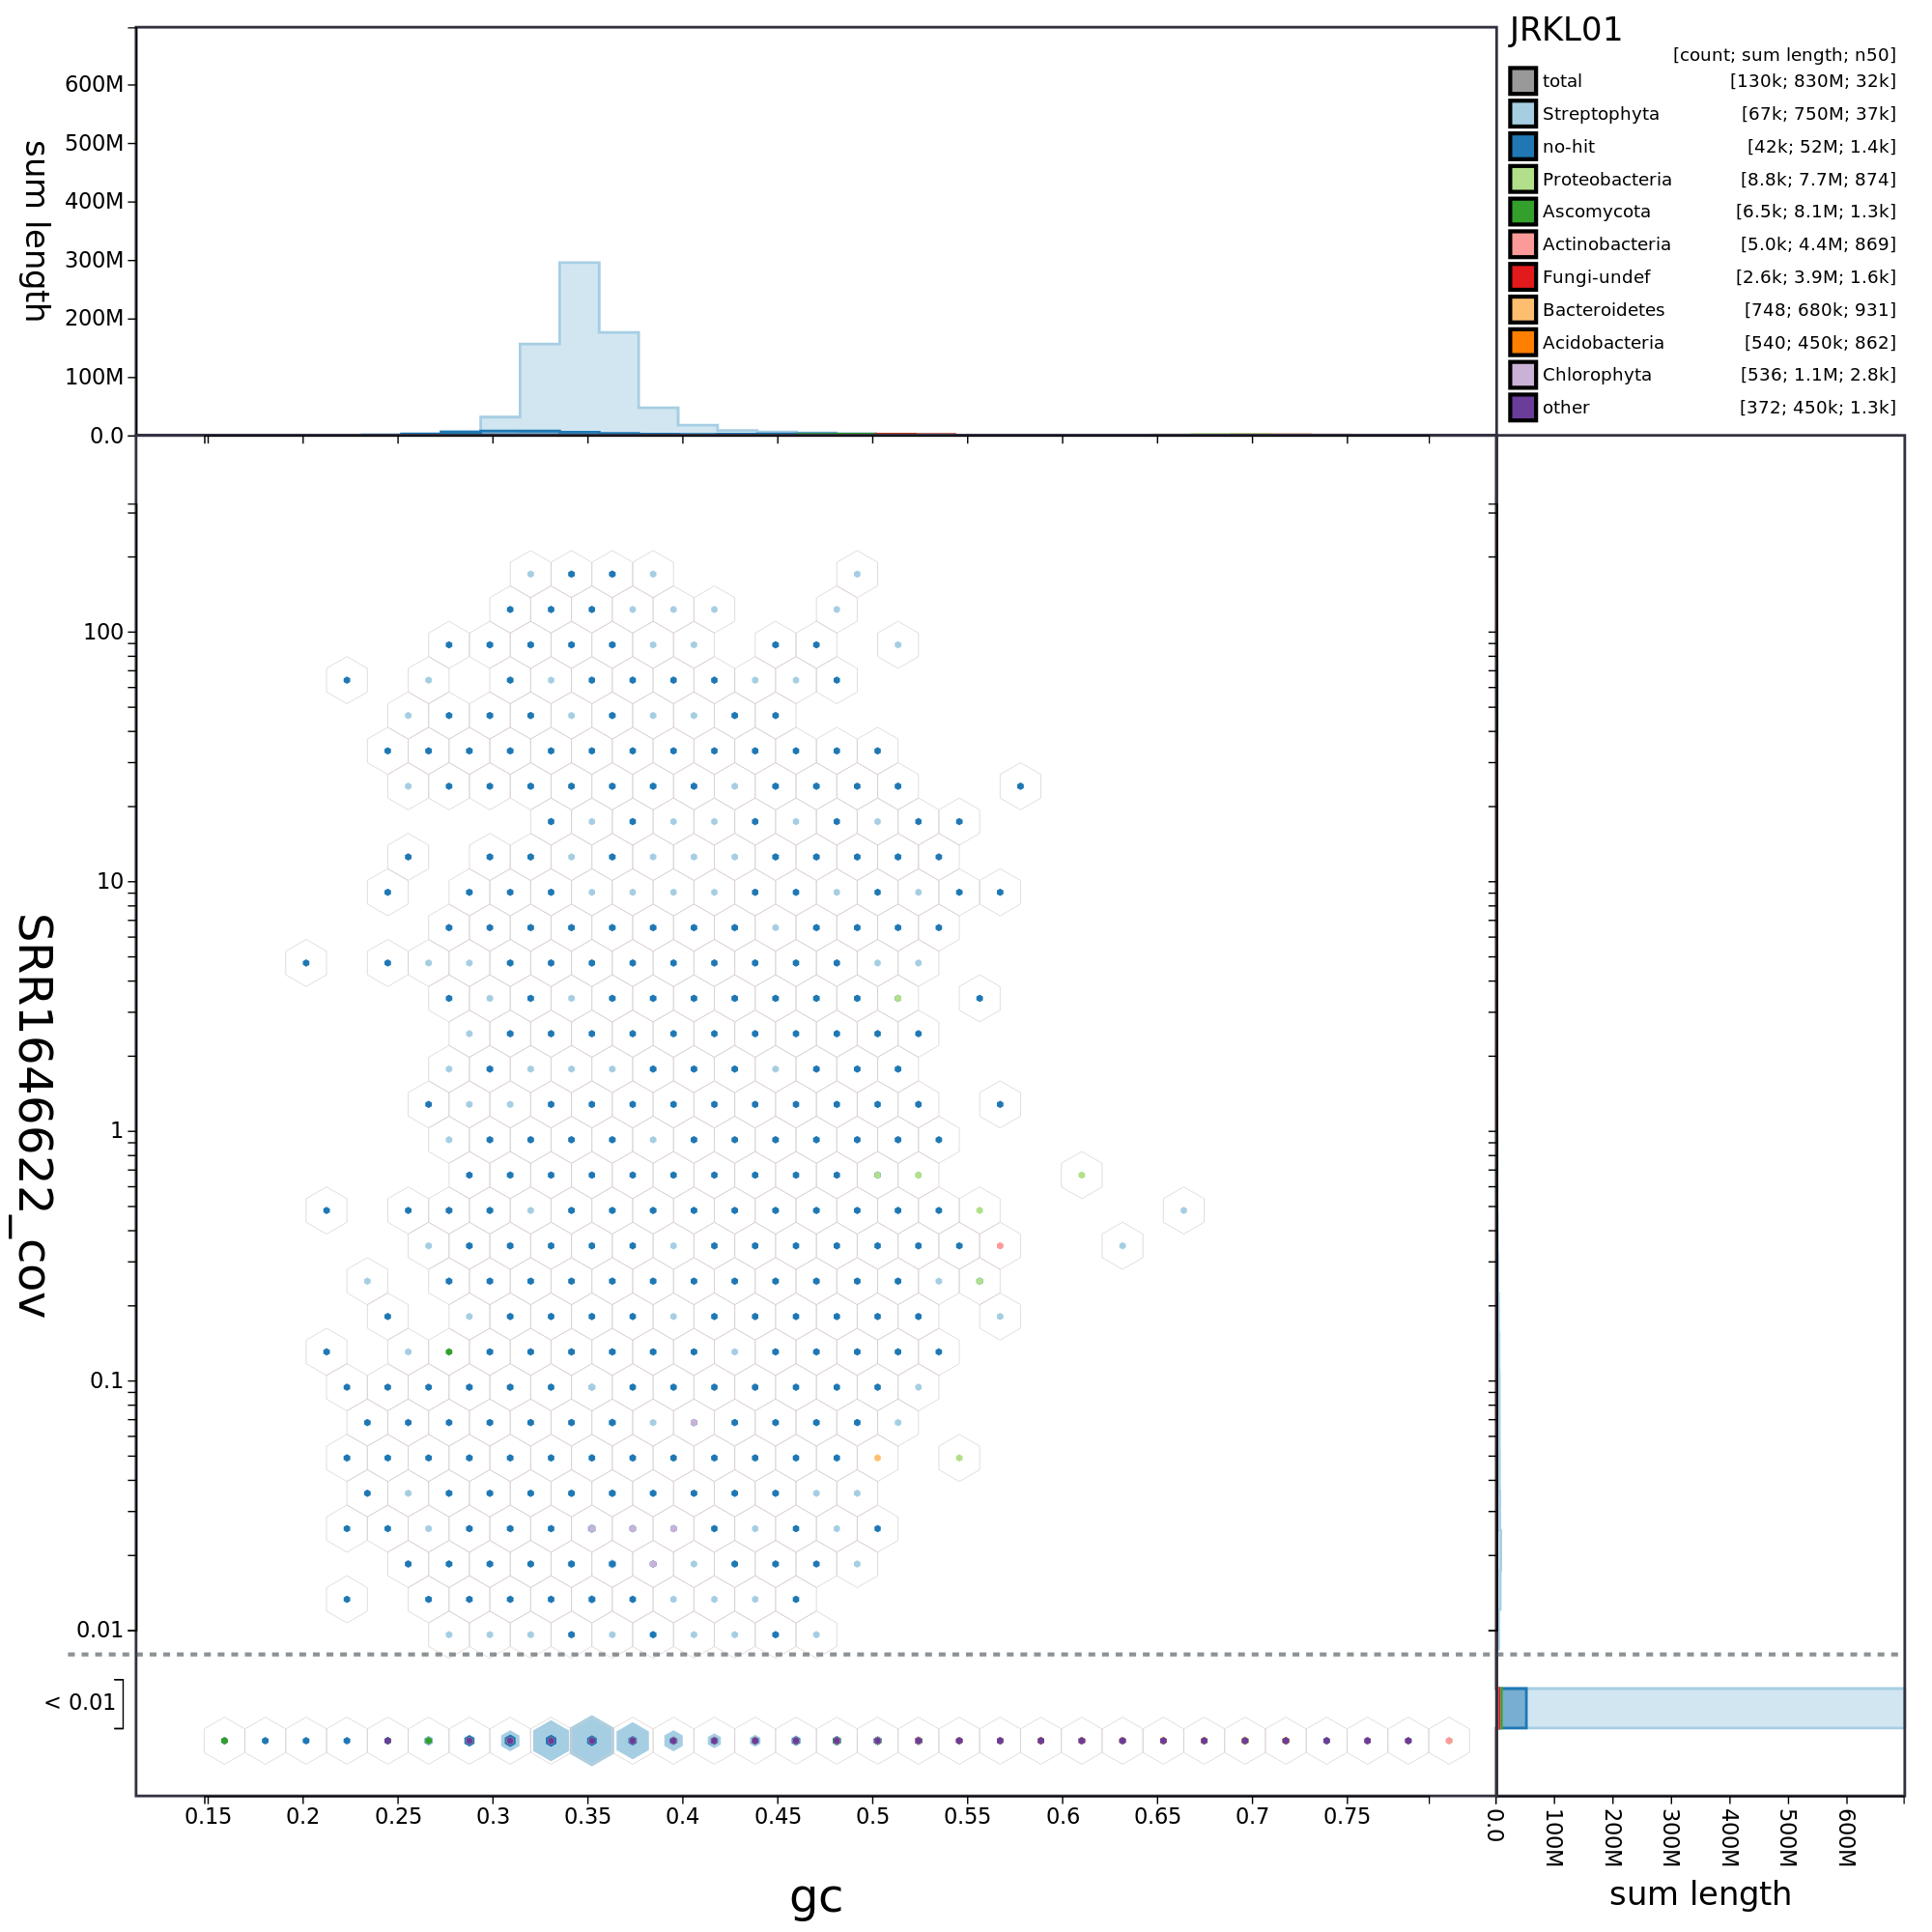 JRKL01
[count; sum length; n50]
total [130k; 830M; 32k]
Streptophyta [67k; 750M; 37k]
no-hit [42k; 52M; 1.4k]
Proteobacteria [8.8k; 7.7M; 874]
Ascomycota [6.5k; 8.1M; 1.3k]
Actinobacteria [5.0k; 4.4M; 869]
Fungi-undef [2.6k; 3.9M; 1.6k]
Bacteroidetes [748; 680k; 931]
Acidobacteria [540; 450k; 862]
Chlorophyta [536; 1.1M; 2.8k]
other [372; 450k; 1.3k]
sum length
600M
500M
400M
300M
200M
100M
0.0
SRR1646622_cov
100
10
1
0.1
0.01
< 0.01
0.15 0.2 0.25 0.3 0.35 0.4 0.45 0.5 0.55 0.6 0.65 0.7 0.75
gc
0.0 100M 200M 300M 400M 500M 600M
sum length